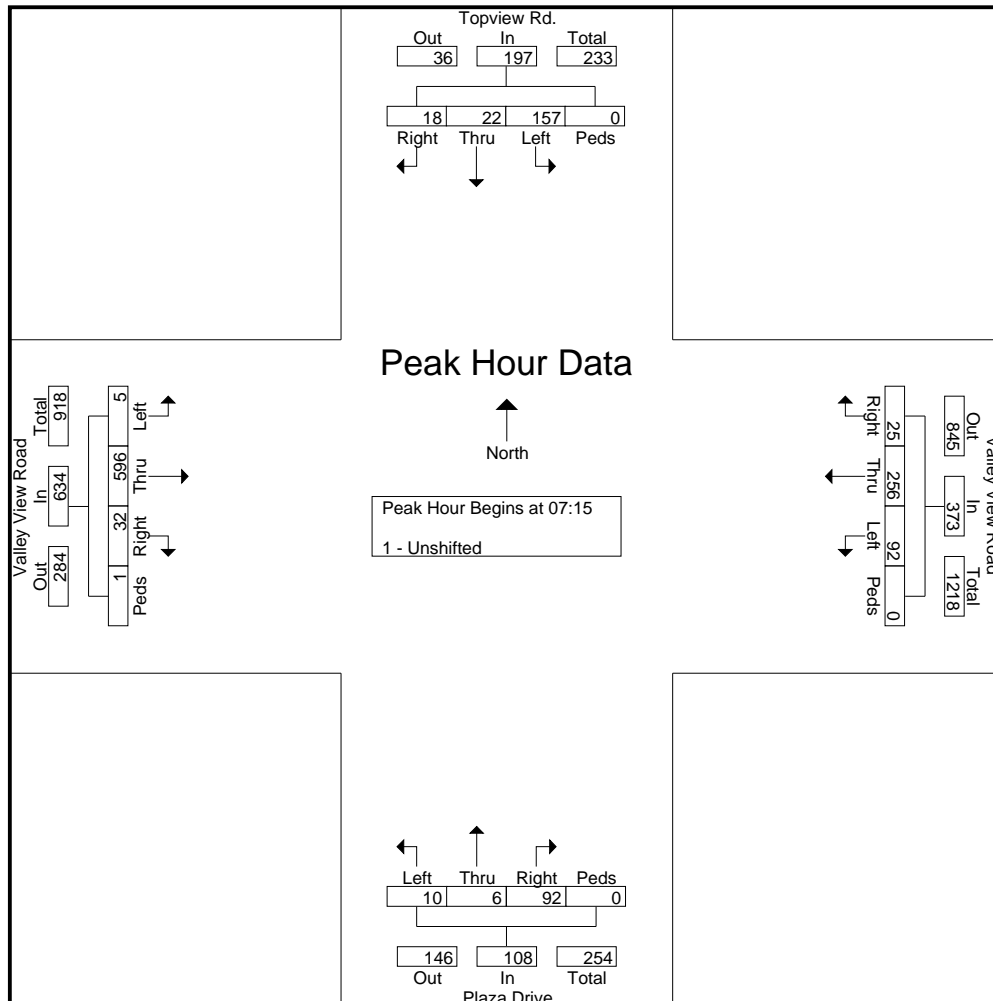 Topview Rd.
Out In Total
36 197 233
18 22 157 0
Right Thru Left Peds
Peak Hour Data
North
Peak Hour Begins at 07:15
1 - Unshifted
Valley View Road
Out In Total
284 634 918
5 596 32 1
Left Thru Right Peds
Valley View Road
Out In Total
845 373 1218
25 256 92 0
Right Thru Left Peds
Left Thru Right Peds
10 6 92 0
146 108 254
Out In Total
Plaza Drive